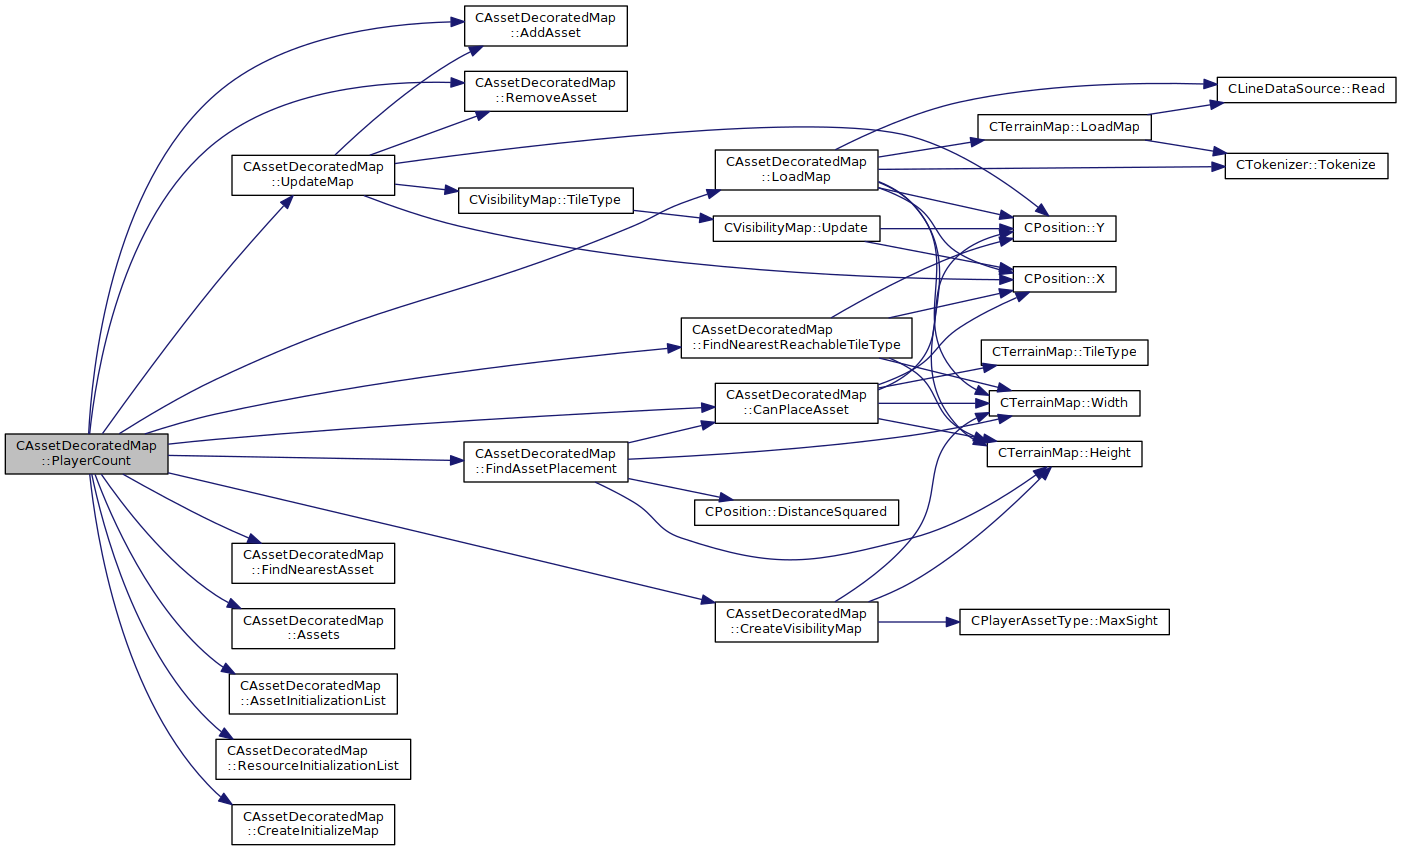 CAssetDecoratedMap
::AddAsset
CAssetDecoratedMap
::RemoveAsset
CLineDataSource::Read
CTerrainMap::LoadMap
CAssetDecoratedMap
::LoadMap
CTokenizer::Tokenize
CAssetDecoratedMap
::UpdateMap
CVisibilityMap::TileType
CVisibilityMap::Update
CPosition::Y
CPosition::X
CAssetDecoratedMap
::FindNearestReachableTileType
CTerrainMap::TileType
CAssetDecoratedMap
::CanPlaceAsset
CTerrainMap::Width
CAssetDecoratedMap
::PlayerCount
CAssetDecoratedMap
::FindAssetPlacement
CTerrainMap::Height
CPosition::DistanceSquared
CAssetDecoratedMap
::FindNearestAsset
CAssetDecoratedMap
::Assets
CAssetDecoratedMap
::CreateVisibilityMap
CPlayerAssetType::MaxSight
CAssetDecoratedMap
::AssetInitializationList
CAssetDecoratedMap
::ResourceInitializationList
CAssetDecoratedMap
::CreateInitializeMap